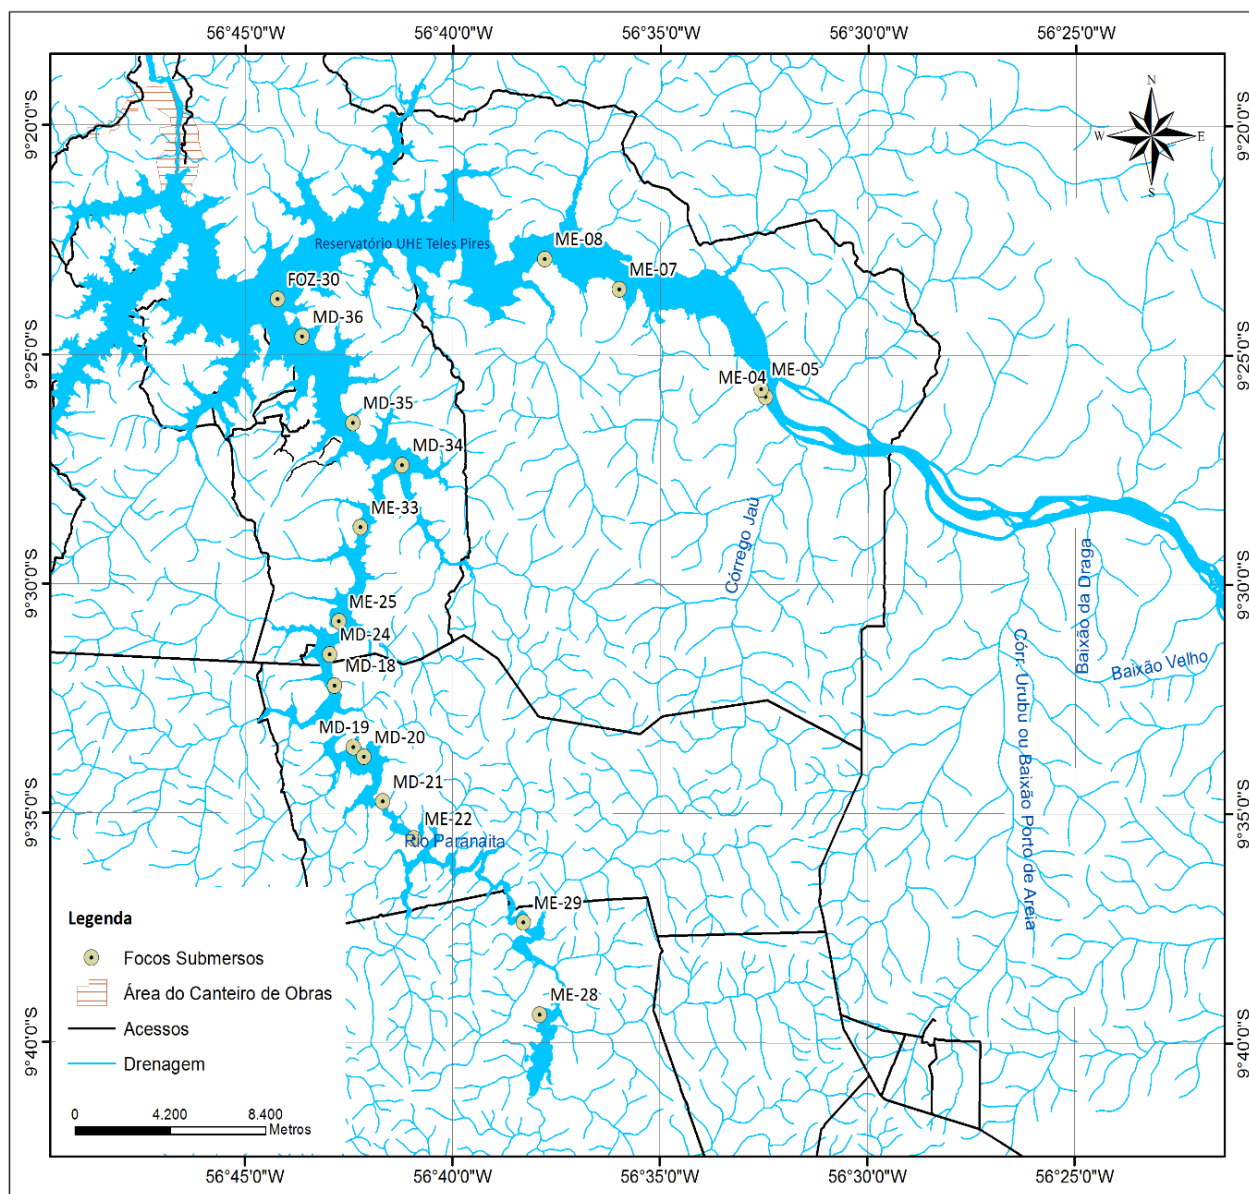 56°45'0"W 56°40'0"W 56°35'0"W 56°30'0"W 56°25'0"W
N
W E
S
9°20'0"S 9°20'0"S
Reservatório UHE Teles Pires
ME-08
ME-07
FOZ-30
MD-36
9°25'0"S 9°25'0"S
ME-05
ME-04
MD-35
MD-34
ME-33
Córrego Jaú
Baixão da Draga
9°30'0"S 9°30'0"S
ME-25
MD-24
MD-18
Baixão Velho
Córr. Urubu ou Baixão Porto de Areia
MD-19
MD-20
MD-21
9°35'0"S 9°35'0"S
ME-22
Rio Paranaita
ME-29
ME-28
9°40'0"S 9°40'0"S
Legenda
Focos Submersos
Área do Canteiro de Obras
Acessos
Drenagem
0 4.200 8.400
Metros
56°45'0"W 56°40'0"W 56°35'0"W 56°30'0"W 56°25'0"W